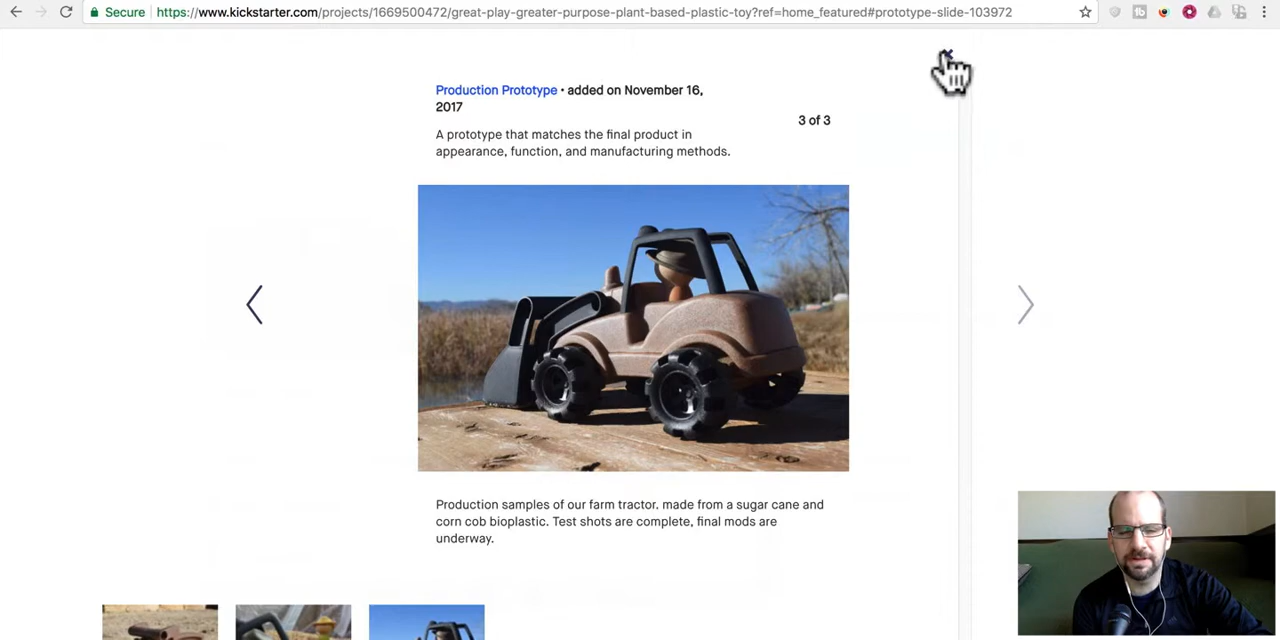 Secure https://www.kickstarter.com/projects/1669500472/great-play-greater-purpose-plant-based-plastic-toy?ref=home_featured#prototype-slide-103972
Production Prototype • added on November 16,
2017
3 of 3
A prototype that matches the final product in
appearance, function, and manufacturing methods.
Production samples of our farm tractor. made from a sugar cane and
corn cob bioplastic. Test shots are complete, final mods are
underway.